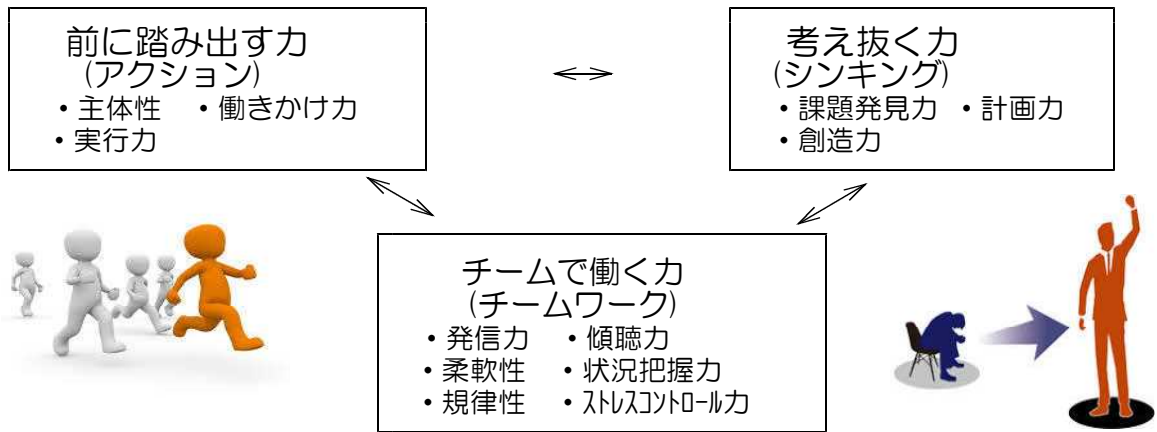 前に踏み出す力
(アクション)
・主体性 ・働きかけ力
・実行力
考え抜く力
(シンキング)
・課題発見力 ・計画力
・創造力
チームで働く力
(チームワーク)
・発信力 ・傾聴力
・柔軟性 ・状況把握力
・規律性 ・ｽﾄﾚｽｺﾝﾄﾛｰﾙ力